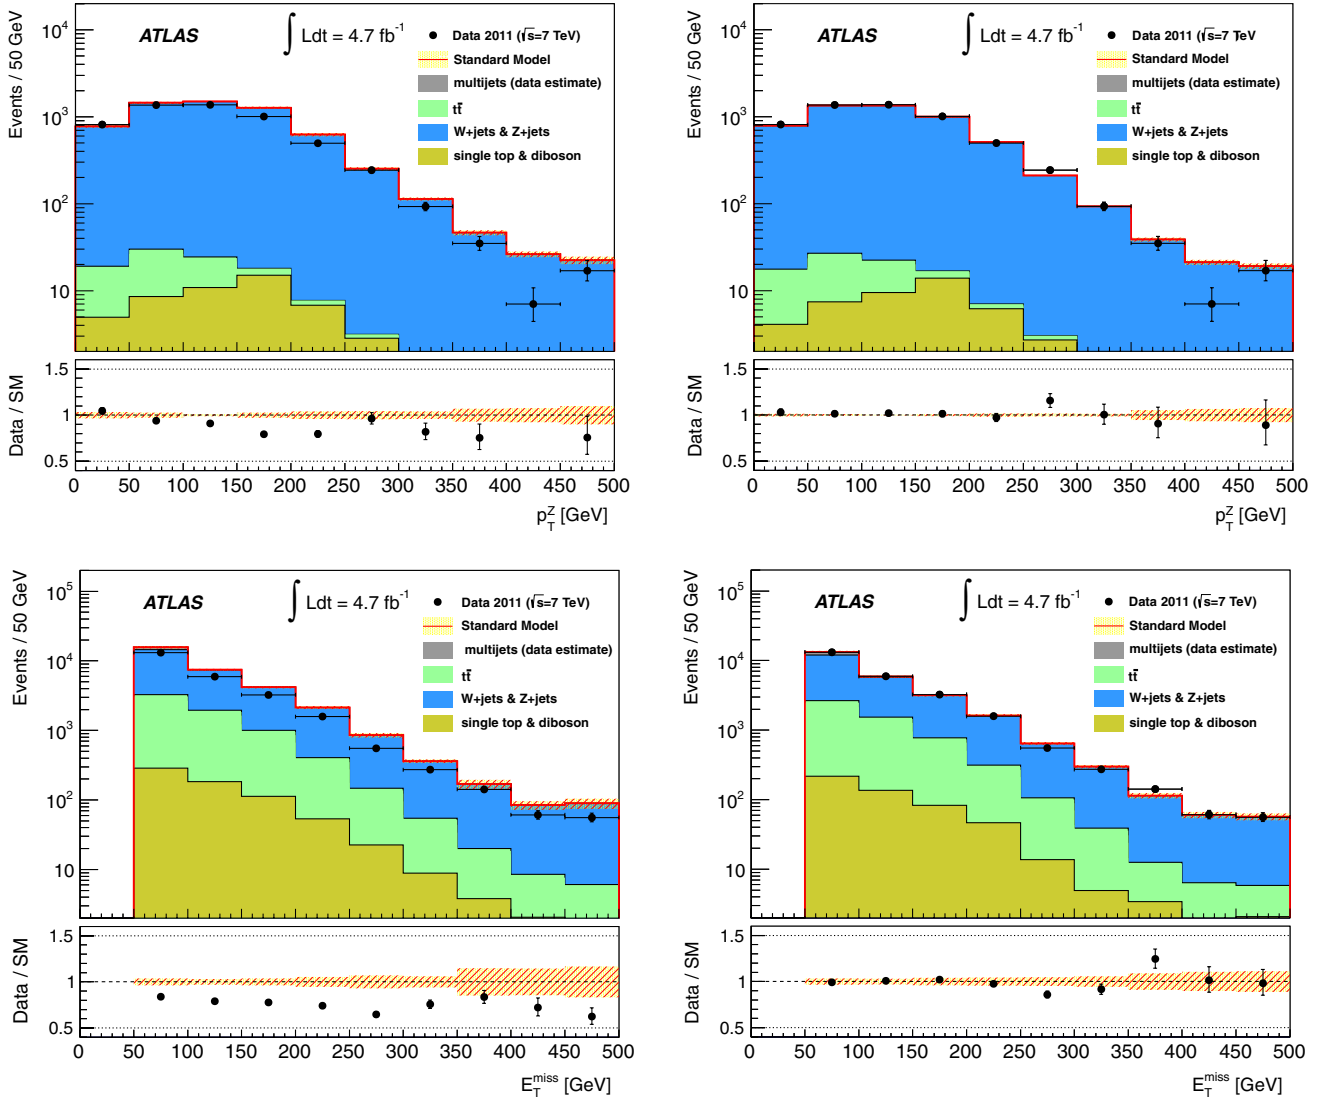 Events / 50 GeV
10⁴
10³
10²
10
ATLAS
∫ Ldt = 4.7 fb⁻¹
Data 2011 (√s=7 TeV)
Standard Model
multijets (data estimate)
tt̄
W+jets & Z+jets
single top & diboson
Data / SM
1.5
1
0.5
0 50 100 150 200 250 300 350 400 450 500
p_T^Z [GeV]
Events / 50 GeV
10⁴
10³
10²
10
ATLAS
∫ Ldt = 4.7 fb⁻¹
Data 2011 (√s=7 TeV)
Standard Model
multijets (data estimate)
tt̄
W+jets & Z+jets
single top & diboson
Data / SM
1.5
1
0.5
0 50 100 150 200 250 300 350 400 450 500
p_T^Z [GeV]
Events / 50 GeV
10⁵
10⁴
10³
10²
10
ATLAS
∫ Ldt = 4.7 fb⁻¹
Data 2011 (√s=7 TeV)
Standard Model
multijets (data estimate)
tt̄
W+jets & Z+jets
single top & diboson
Data / SM
1.5
1
0.5
0 50 100 150 200 250 300 350 400 450 500
E_T^miss [GeV]
Events / 50 GeV
10⁵
10⁴
10³
10²
10
ATLAS
∫ Ldt = 4.7 fb⁻¹
Data 2011 (√s=7 TeV)
Standard Model
multijets (data estimate)
tt̄
W+jets & Z+jets
single top & diboson
Data / SM
1.5
1
0.5
0 50 100 150 200 250 300 350 400 450 500
E_T^miss [GeV]